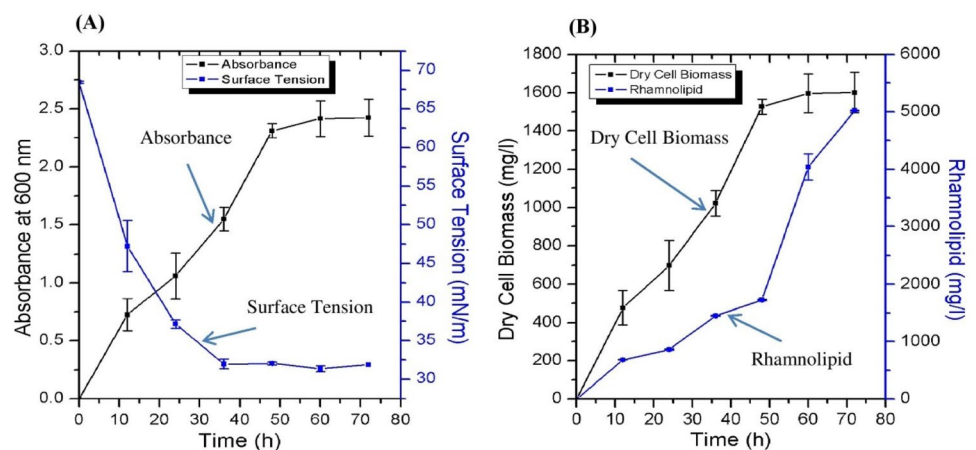 (A)
3.0
2.5
2.0
1.5
1.0
0.5
0.0
Absorbance at 600 nm
Absorbance
Surface Tension
Absorbance
Surface Tension
70
65
60
55
50
45
40
35
30
Surface Tension (mN/m)
0 10 20 30 40 50 60 70 80
Time (h)
(B)
1800
1600
1400
1200
1000
800
600
400
200
0
Dry Cell Biomass (mg/l)
Dry Cell Biomass
Rhamnolipid
Dry Cell Biomass
Rhamnolipid
6000
5000
4000
3000
2000
1000
0
Rhamnolipid (mg/l)
0 10 20 30 40 50 60 70 80
Time (h)